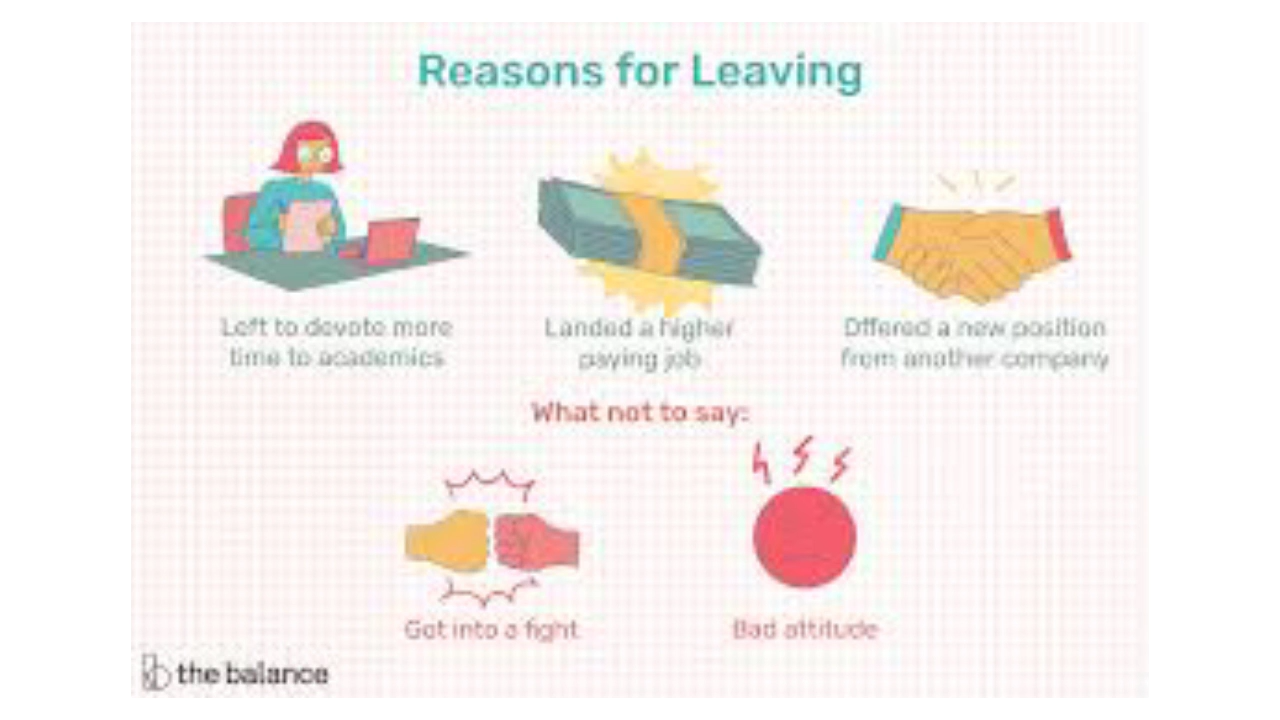 Reasons for Leaving
Left to devote more
time to academics
Landed a higher
paying job
Offered a new position
from another company
What not to say:
Got into a fight
Bad attitude
the balance